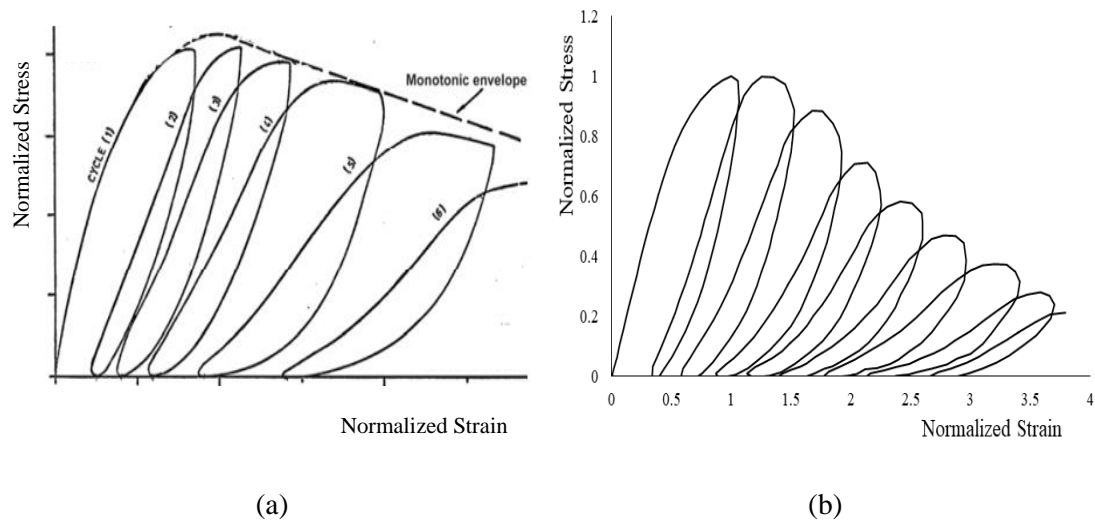 Normalized Stress
CYCLE (1)
(2)
(3)
(4)
(5)
(6)
Monotonic envelope
Normalized Strain
(a)
Normalized Stress
1.2
1
0.8
0.6
0.4
0.2
0
0 0.5 1 1.5 2 2.5 3 3.5 4
Normalized Strain
(b)